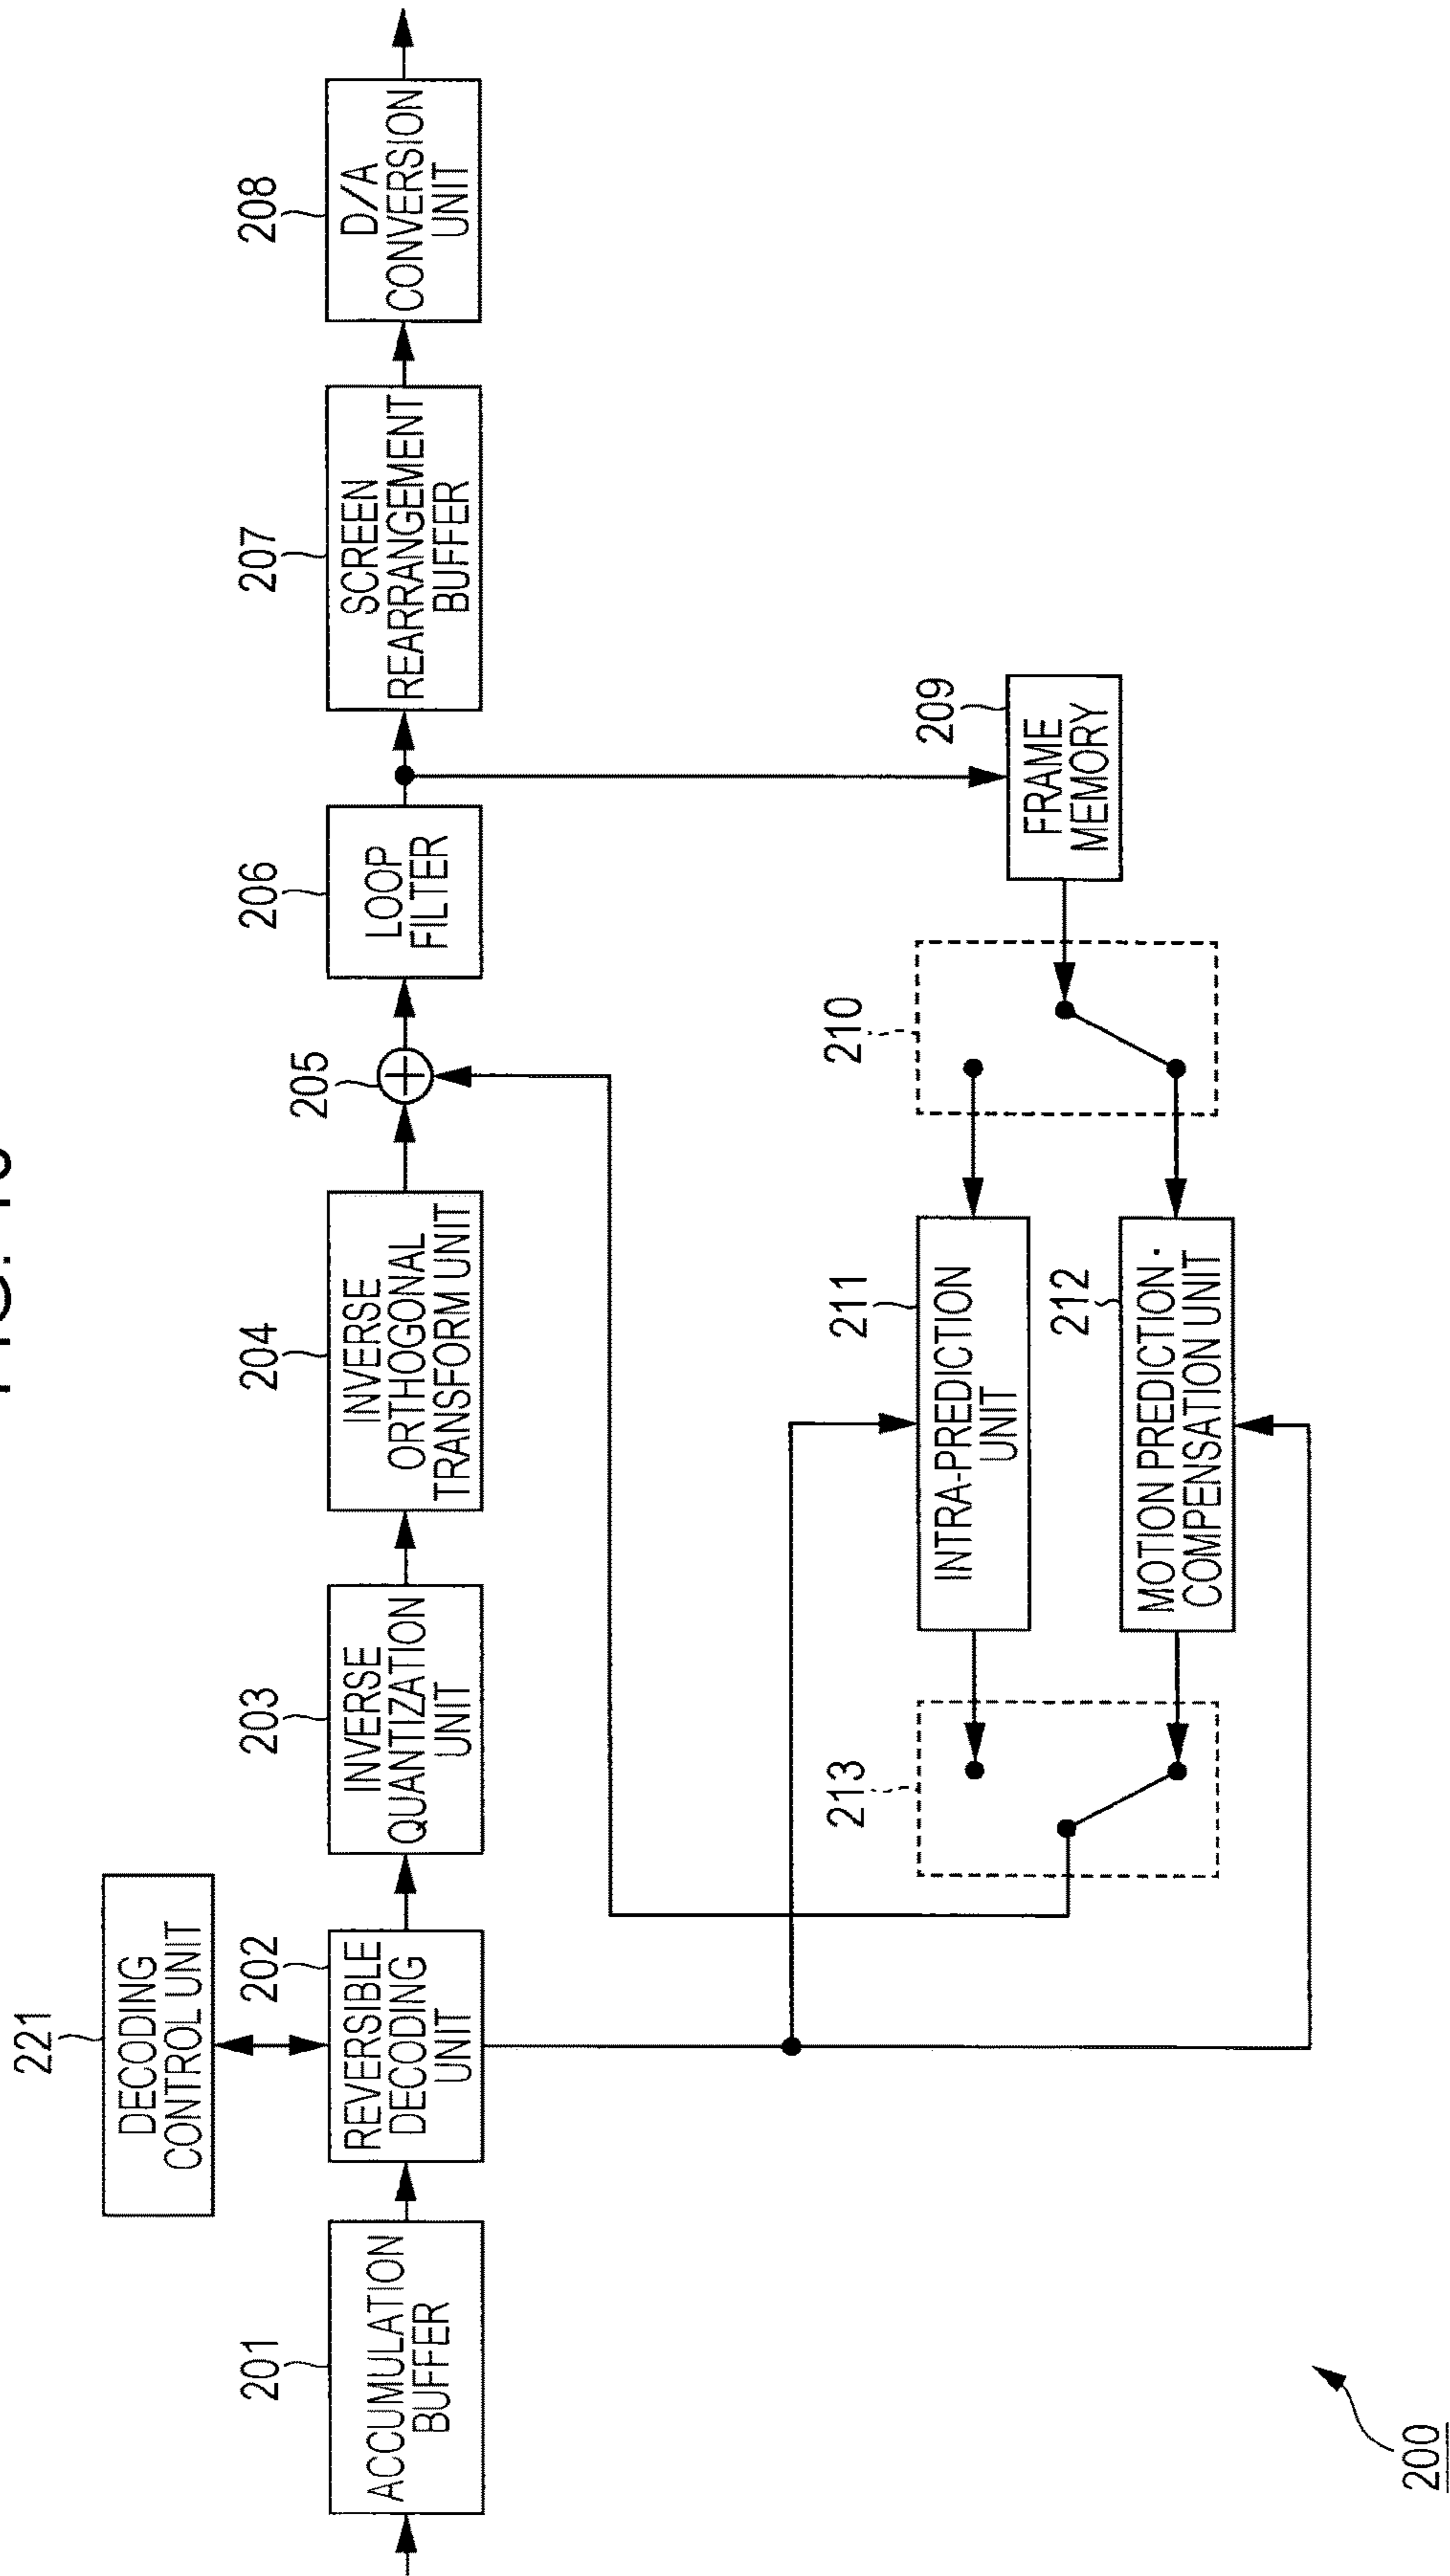 221
DECODING
CONTROL UNIT
201
ACCUMULATION
BUFFER
202
REVERSIBLE
DECODING
UNIT
203
INVERSE
QUANTIZATION
UNIT
204
INVERSE
ORTHOGONAL
TRANSFORM UNIT
205
206
LOOP
FILTER
207
SCREEN
REARRANGEMENT
BUFFER
208
D/A
CONVERSION
UNIT
209
FRAME
MEMORY
210
211
INTRA-PREDICTION
UNIT
212
MOTION PREDICTION ·
COMPENSATION UNIT
213
200